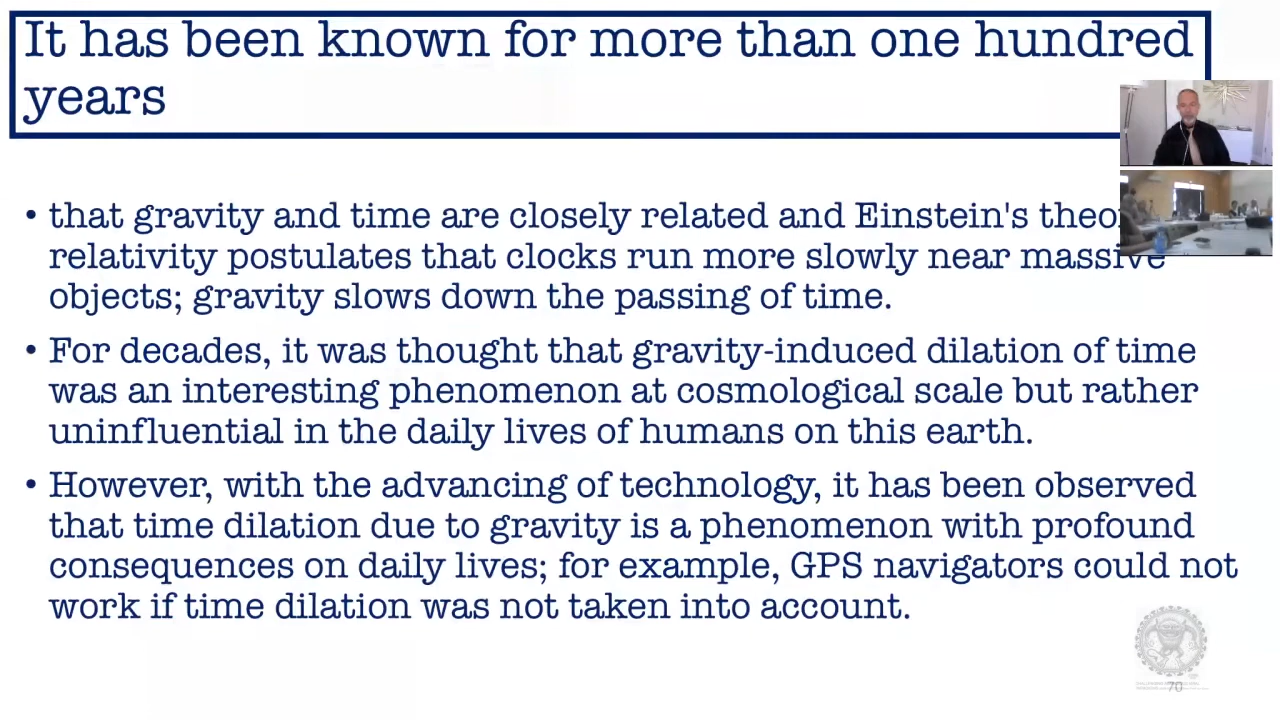 It has been known for more than one hundred
years
• that gravity and time are closely related and Einstein's
relativity postulates that clocks run more slowly near massive
objects; gravity slows down the passing of time.
• For decades, it was thought that gravity-induced dilation of time
was an interesting phenomenon at cosmological scale but rather
uninfluential in the daily lives of humans on this earth.
• However, with the advancing of technology, it has been observed
that time dilation due to gravity is a phenomenon with profound
consequences on daily lives; for example, GPS navigators could not
work if time dilation was not taken into account.
70